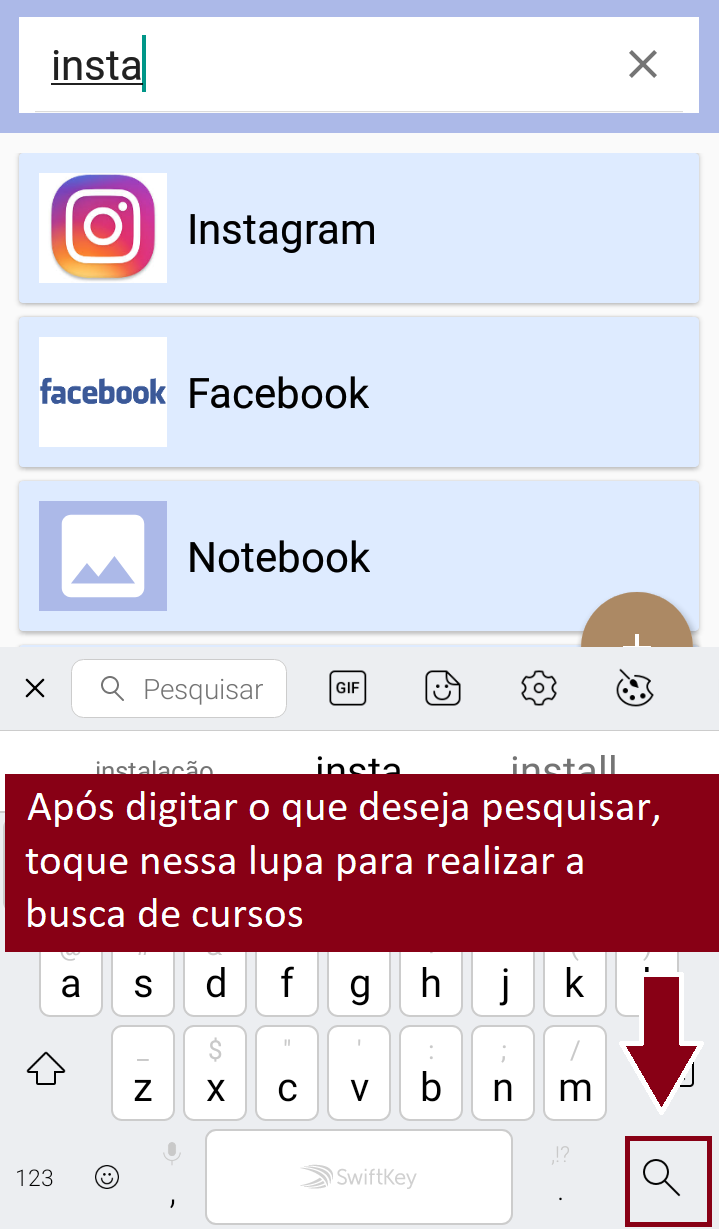 insta
Instagram
facebook
Facebook
Notebook
Pesquisar
GIF
instalação insta install
Após digitar o que deseja pesquisar,
toque nessa lupa para realizar a
busca de cursos
a s d f g h j k
_ $ " ' : ; /
z x c v b n m
,!?
123 , SwiftKey .